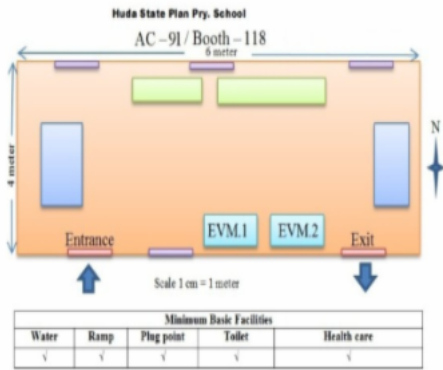 Huda State Plan Pry. School
AC – 91 / Booth – 118
6 meter
4 meter
N
EVM.1 EVM.2
Entrance Exit
Scale 1 cm = 1 meter
Minimum Basic Facilities
Water Ramp Plug point Toilet Health care
√ √ √ √ √